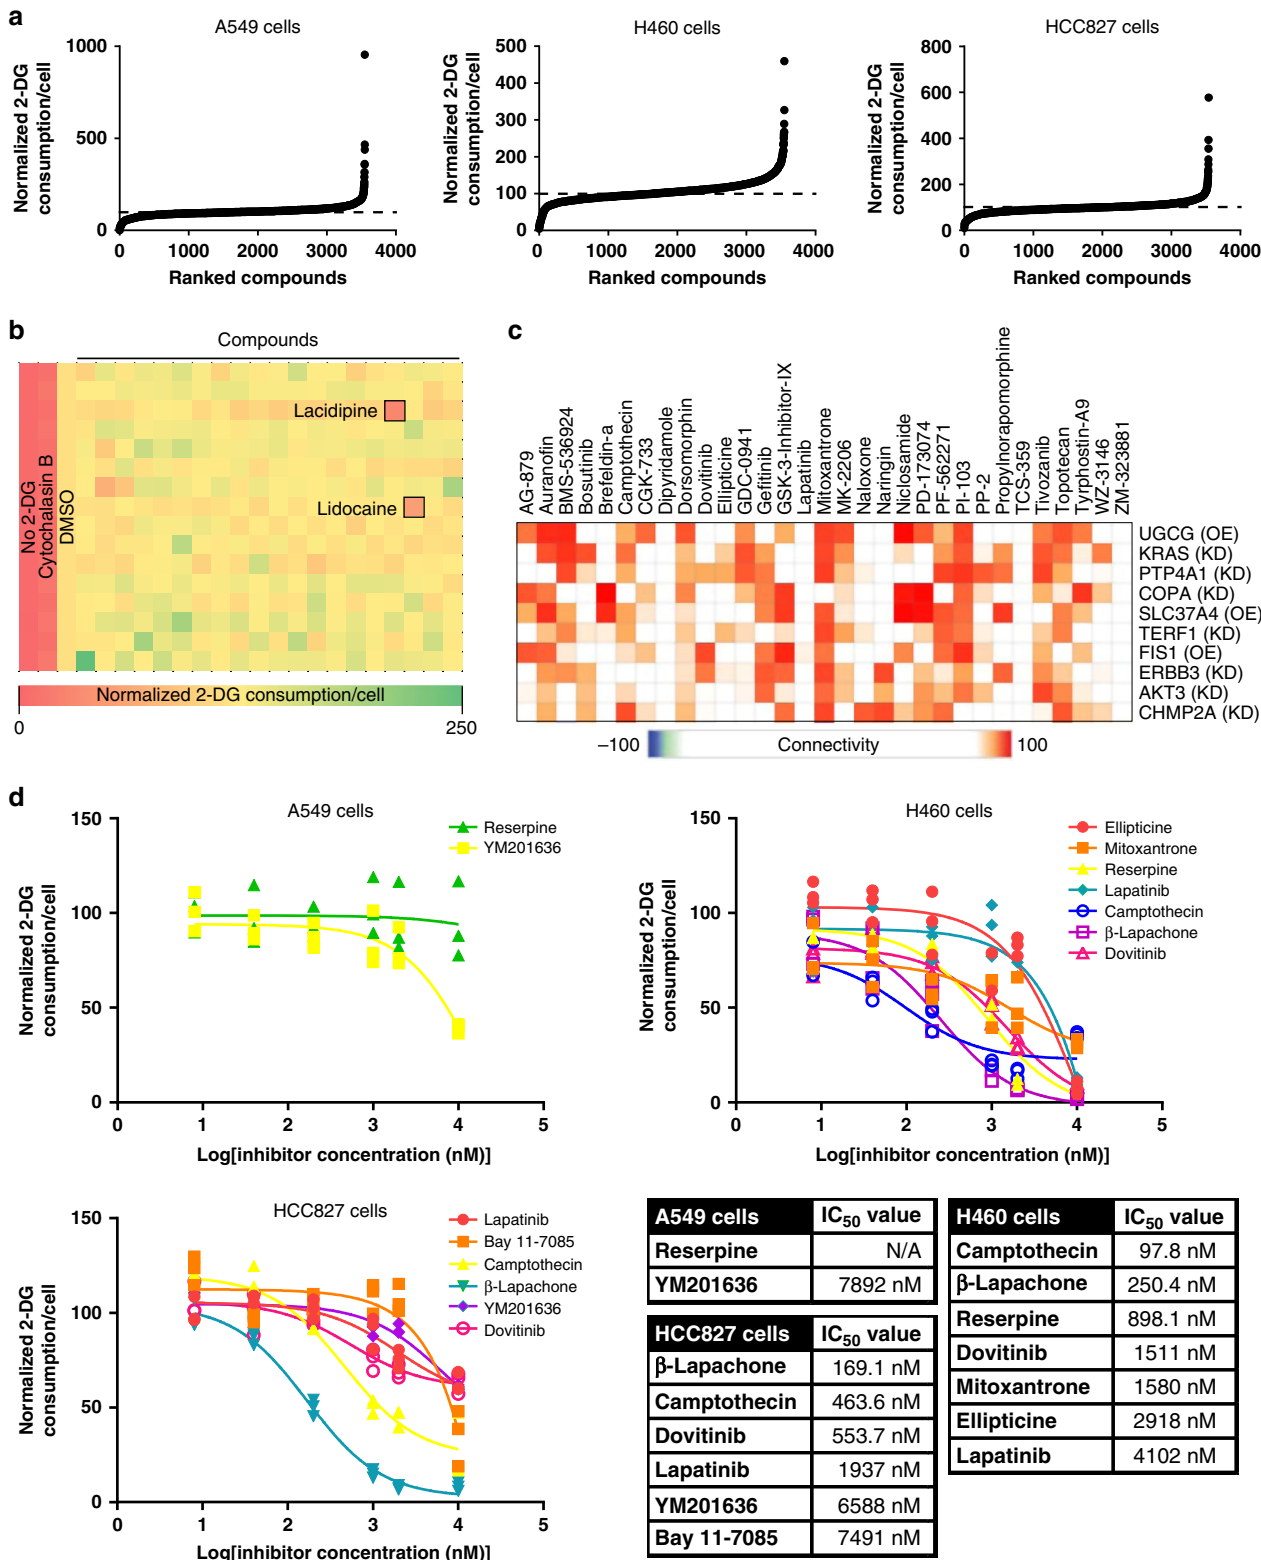 a
A549 cells
H460 cells
HCC827 cells
Normalized 2-DG
consumption/cell
1000
500
0
0 1000 2000 3000 4000
Ranked compounds
Normalized 2-DG
consumption/cell
500
400
300
200
100
0
0 1000 2000 3000 4000
Ranked compounds
Normalized 2-DG
consumption/cell
800
600
400
200
0
0 1000 2000 3000 4000
Ranked compounds
b
Compounds
No 2-DG
Cytochalasin B
DMSO
Lacidipine
Lidocaine
Normalized 2-DG consumption/cell
0 250
c
AG-879
Auranofin
BMS-536924
Bosutinib
Brefeldin-a
Camptothecin
CGK-733
Dipyridamole
Dorsomorphin
Dovitinib
Ellipticine
GDC-0941
Gefitinib
GSK-3-Inhibitor-IX
Lapatinib
Mitoxantrone
MK-2206
Naloxone
Naringin
Niclosamide
PD-173074
PF-562271
PI-103
PP-2
Propylnorapomorphine
TCS-359
Tivozanib
Topotecan
Tyrphostin-A9
WZ-3146
ZM-323881
UGCG (OE)
KRAS (KD)
PTP4A1 (KD)
COPA (KD)
SLC37A4 (OE)
TERF1 (KD)
FIS1 (OE)
ERBB3 (KD)
AKT3 (KD)
CHMP2A (KD)
−100 Connectivity 100
d
A549 cells
Normalized 2-DG
consumption/cell
150
100
50
0
0 1 2 3 4 5
Log[inhibitor concentration (nM)]
Reserpine
YM201636
H460 cells
Normalized 2-DG
consumption/cell
150
100
50
0
0 1 2 3 4 5
Log[inhibitor concentration (nM)]
Ellipticine
Mitoxantrone
Reserpine
Lapatinib
Camptothecin
β-Lapachone
Dovitinib
HCC827 cells
Normalized 2-DG
consumption/cell
150
100
50
0
0 1 2 3 4 5
Log[inhibitor concentration (nM)]
Lapatinib
Bay 11-7085
Camptothecin
β-Lapachone
YM201636
Dovitinib
A549 cells IC50 value
Reserpine N/A
YM201636 7892 nM
HCC827 cells IC50 value
β-Lapachone 169.1 nM
Camptothecin 463.6 nM
Dovitinib 553.7 nM
Lapatinib 1937 nM
YM201636 6588 nM
Bay 11-7085 7491 nM
H460 cells IC50 value
Camptothecin 97.8 nM
β-Lapachone 250.4 nM
Reserpine 898.1 nM
Dovitinib 1511 nM
Mitoxantrone 1580 nM
Ellipticine 2918 nM
Lapatinib 4102 nM